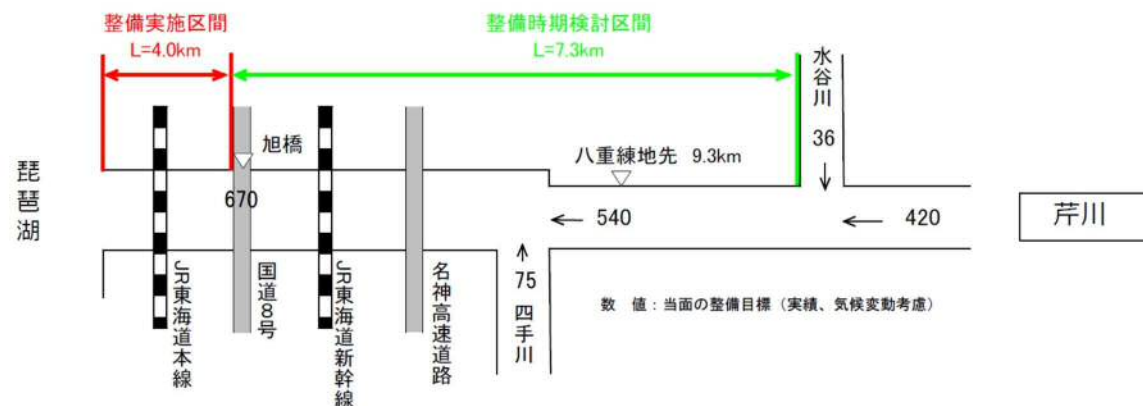 整備実施区間
L=4.0km
整備時期検討区間
L=7.3km
水谷川
36
旭橋
八重練地先 9.3km
琵琶湖
670
540
420
芹川
75
四手川
JR東海道本線
国道8号
JR東海道新幹線
名神高速道路
数 値：当面の整備目標（実績、気候変動考慮）